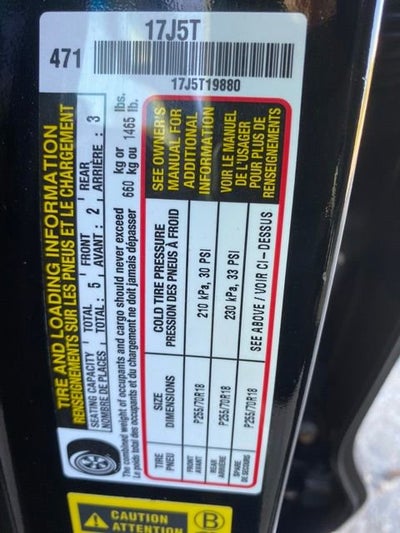 17J5T
471
17J5T19880
TIRE AND LOADING INFORMATION
RENSEIGNEMENTS SUR LES PNEUS ET LE CHARGEMENT
SEATING CAPACITY TOTAL : 5 FRONT : 2 REAR : 3
NOMBRE DE PLACES TOTAL : 5 AVANT : 2 ARRIÈRE : 3
The combined weight of occupants and cargo should never exceed 660 kg or 1465 lbs.
Le poids total des occupants et du chargement ne doit jamais dépasser 660 kg ou 1465 lb.
TIRE SIZE COLD TIRE PRESSURE
PNEU DIMENSIONS PRESSION DES PNEUS À FROID
FRONT
AVANT P255/70R18 210 kPa, 30 PSI
REAR
ARRIÈRE P255/70R18 230 kPa, 33 PSI
SPARE
DE SECOURS P255/70R18 SEE ABOVE / VOIR CI-DESSUS
SEE OWNER'S
MANUAL FOR
ADDITIONAL
INFORMATION
VOIR LE MANUEL
DE L'USAGER
POUR PLUS DE
RENSEIGNEMENTS
CAUTION
ATTENTION
B